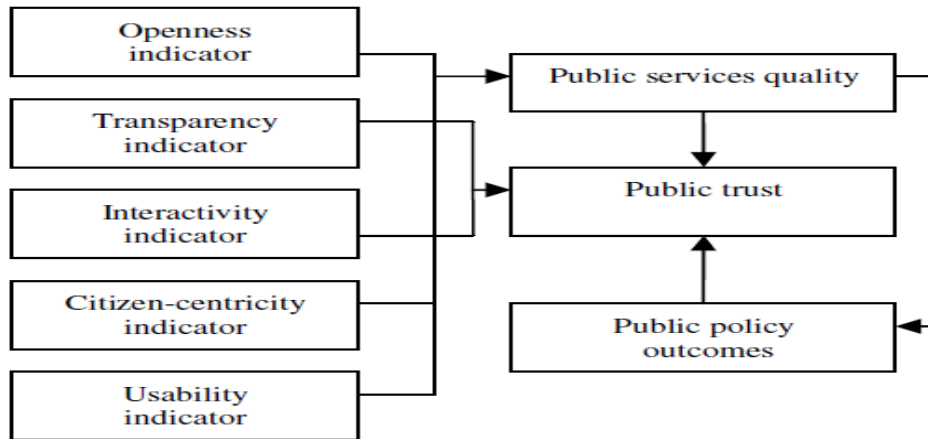 Openness
indicator
Transparency
indicator
Interactivity
indicator
Citizen-centricity
indicator
Usability
indicator
Public services quality
Public trust
Public policy
outcomes